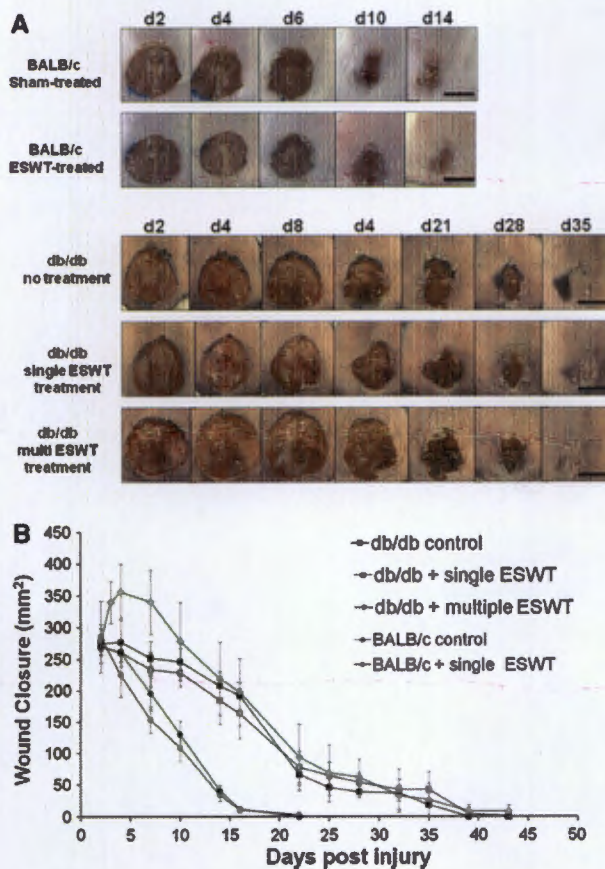 A
d2 d4 d6 d10 d14
BALB/c
Sham-treated
BALB/c
ESWT-treated
d2 d4 d8 d4 d21 d28 d35
db/db
no treatment
db/db
single ESWT
treatment
db/db
multi ESWT
treatment
B
450
400
350
300
250
200
150
100
50
0
Wound Closure (mm²)
db/db control
db/db + single ESWT
db/db + multiple ESWT
BALB/c control
BALB/c + single ESWT
0 5 10 15 20 25 30 35 40 45 50
Days post injury